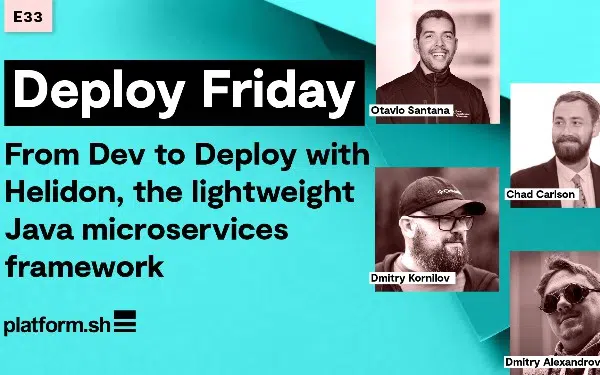 E33
Deploy Friday
From Dev to Deploy with
Helidon, the lightweight
Java microservices
framework
platform.sh
Otavio Santana
Chad Carlson
Dmitry Kornilov
Dmitry Alexandrov